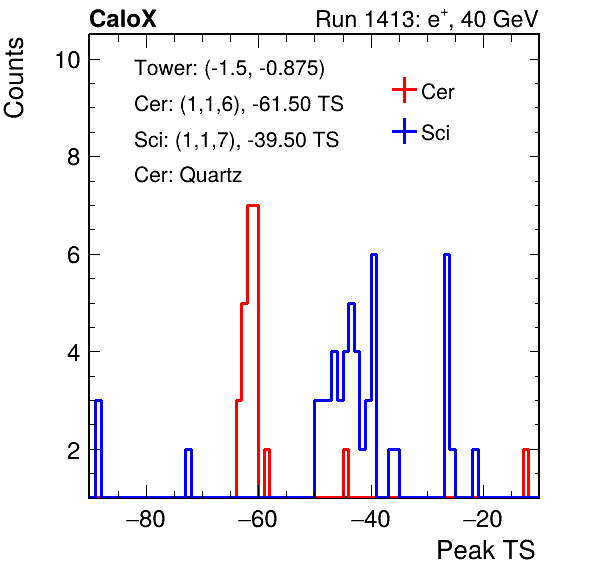 CaloX Run 1413: e⁺, 40 GeV
Counts
Tower: (-1.5, -0.875)
Cer: (1,1,6), -61.50 TS
Sci: (1,1,7), -39.50 TS
Cer: Quartz
Cer
Sci
10
8
6
4
2
−80 −60 −40 −20
Peak TS